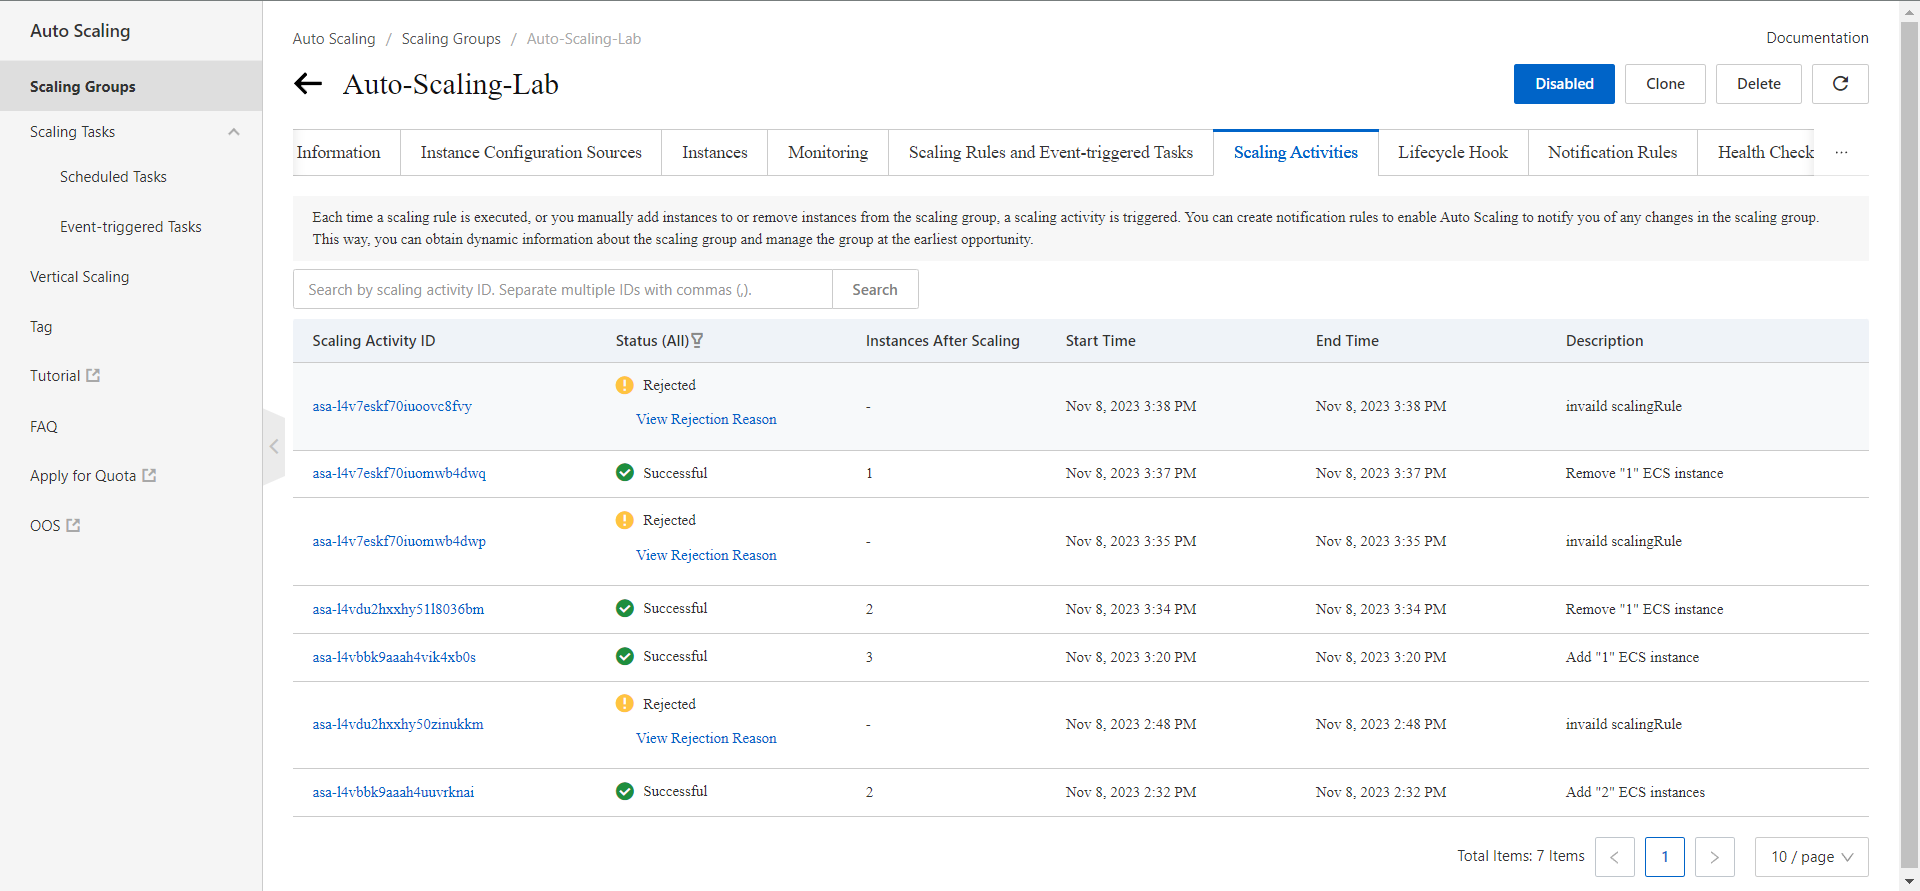 Auto Scaling
Scaling Groups
Scaling Tasks
Scheduled Tasks
Event-triggered Tasks
Vertical Scaling
Tag
Tutorial
FAQ
Apply for Quota
OOS
Auto Scaling / Scaling Groups / Auto-Scaling-Lab
Documentation
Auto-Scaling-Lab
Disabled Clone Delete
Information Instance Configuration Sources Instances Monitoring Scaling Rules and Event-triggered Tasks Scaling Activities Lifecycle Hook Notification Rules Health Check ...
Each time a scaling rule is executed, or you manually add instances to or remove instances from the scaling group, a scaling activity is triggered. You can create notification rules to enable Auto Scaling to notify you of any changes in the scaling group.
This way, you can obtain dynamic information about the scaling group and manage the group at the earliest opportunity.
Search by scaling activity ID. Separate multiple IDs with commas (,). Search
Scaling Activity ID Status (All) Instances After Scaling Start Time End Time Description
Rejected
asa-l4v7eskf70iuoovc8fvy - Nov 8, 2023 3:38 PM Nov 8, 2023 3:38 PM invaild scalingRule
View Rejection Reason
asa-l4v7eskf70iuomwb4dwq Successful 1 Nov 8, 2023 3:37 PM Nov 8, 2023 3:37 PM Remove "1" ECS instance
Rejected
asa-l4v7eskf70iuomwb4dwp - Nov 8, 2023 3:35 PM Nov 8, 2023 3:35 PM invaild scalingRule
View Rejection Reason
asa-l4vdu2hxxhy51l8036bm Successful 2 Nov 8, 2023 3:34 PM Nov 8, 2023 3:34 PM Remove "1" ECS instance
asa-l4vbbk9aaah4vik4xb0s Successful 3 Nov 8, 2023 3:20 PM Nov 8, 2023 3:20 PM Add "1" ECS instance
Rejected
asa-l4vdu2hxxhy50zinukkm - Nov 8, 2023 2:48 PM Nov 8, 2023 2:48 PM invaild scalingRule
View Rejection Reason
asa-l4vbbk9aaah4uuvrknai Successful 2 Nov 8, 2023 2:32 PM Nov 8, 2023 2:32 PM Add "2" ECS instances
Total Items: 7 Items < 1 > 10 / page